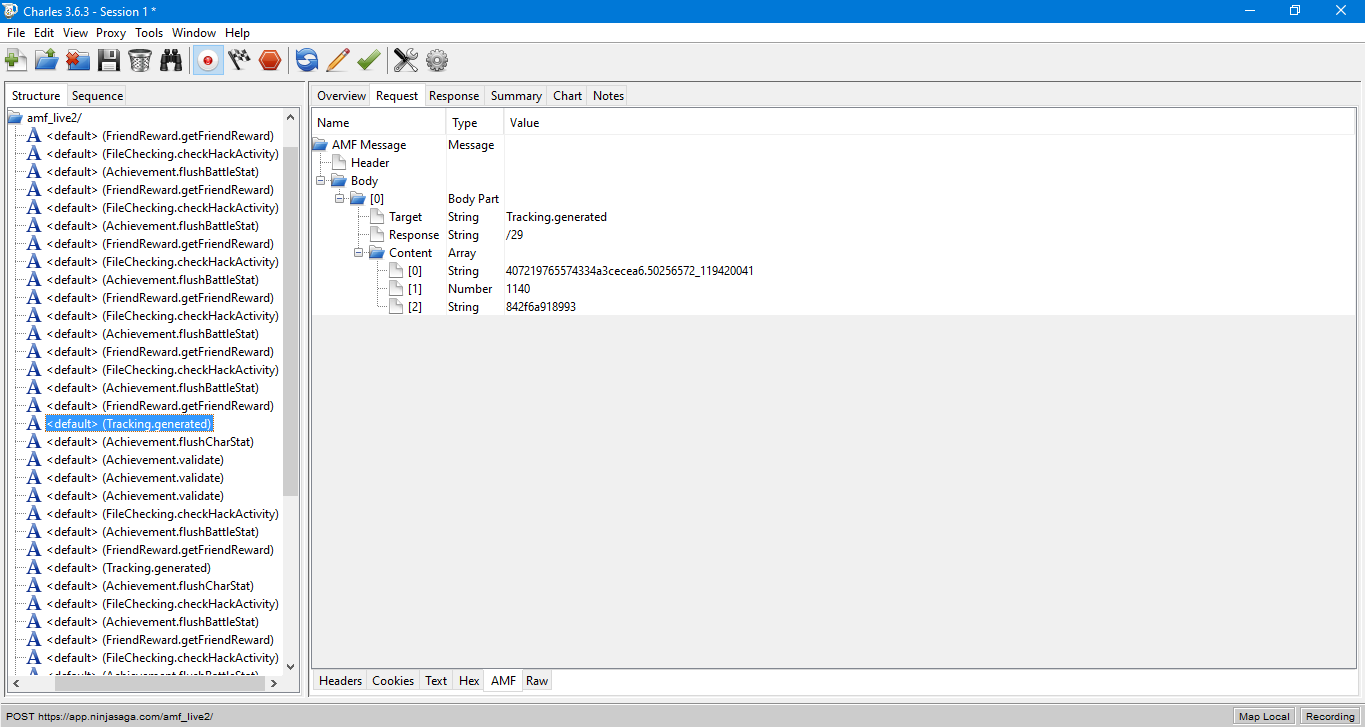 Charles 3.6.3 - Session 1 *
File Edit View Proxy Tools Window Help
Structure Sequence
amf_live2/
<default> (FriendReward.getFriendReward)
<default> (FileChecking.checkHackActivity)
<default> (Achievement.flushBattleStat)
<default> (FriendReward.getFriendReward)
<default> (FileChecking.checkHackActivity)
<default> (Achievement.flushBattleStat)
<default> (FriendReward.getFriendReward)
<default> (FileChecking.checkHackActivity)
<default> (Achievement.flushBattleStat)
<default> (FriendReward.getFriendReward)
<default> (FileChecking.checkHackActivity)
<default> (Achievement.flushBattleStat)
<default> (FriendReward.getFriendReward)
<default> (FileChecking.checkHackActivity)
<default> (Achievement.flushBattleStat)
<default> (FriendReward.getFriendReward)
<default> (Tracking.generated)
<default> (Achievement.flushCharStat)
<default> (Achievement.validate)
<default> (Achievement.validate)
<default> (Achievement.validate)
<default> (FileChecking.checkHackActivity)
<default> (Achievement.flushBattleStat)
<default> (FriendReward.getFriendReward)
<default> (Tracking.generated)
<default> (Achievement.flushCharStat)
<default> (FileChecking.checkHackActivity)
<default> (Achievement.flushBattleStat)
<default> (FriendReward.getFriendReward)
<default> (FileChecking.checkHackActivity)
<default> (Achievement.flushBattleStat)
Overview Request Response Summary Chart Notes
Name Type Value
AMF Message Message
Header
Body
[0] Body Part
Target String Tracking.generated
Response String /29
Content Array
[0] String 407219765574334a3cecea6.50256572_119420041
[1] Number 1140
[2] String 842f6a918993
Headers Cookies Text Hex AMF Raw
POST https://app.ninjasaga.com/amf_live2/ Map Local Recording